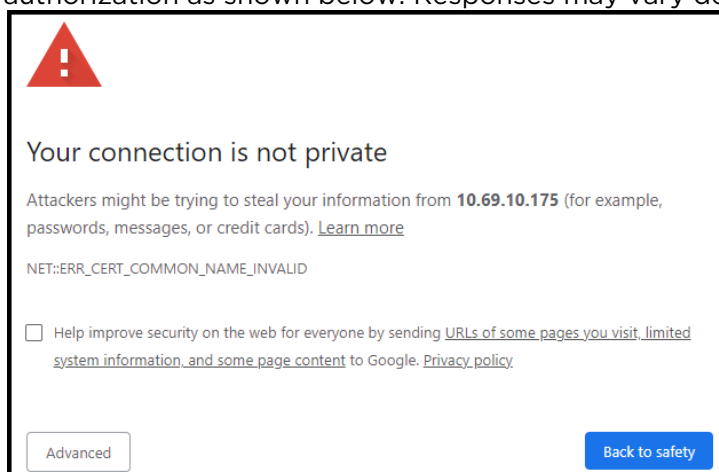 authorization as shown below. Responses may vary de
Your connection is not private
Attackers might be trying to steal your information from 10.69.10.175 (for example,
passwords, messages, or credit cards). Learn more
NET::ERR_CERT_COMMON_NAME_INVALID
Help improve security on the web for everyone by sending URLs of some pages you visit, limited
system information, and some page content to Google. Privacy policy
Advanced
Back to safety